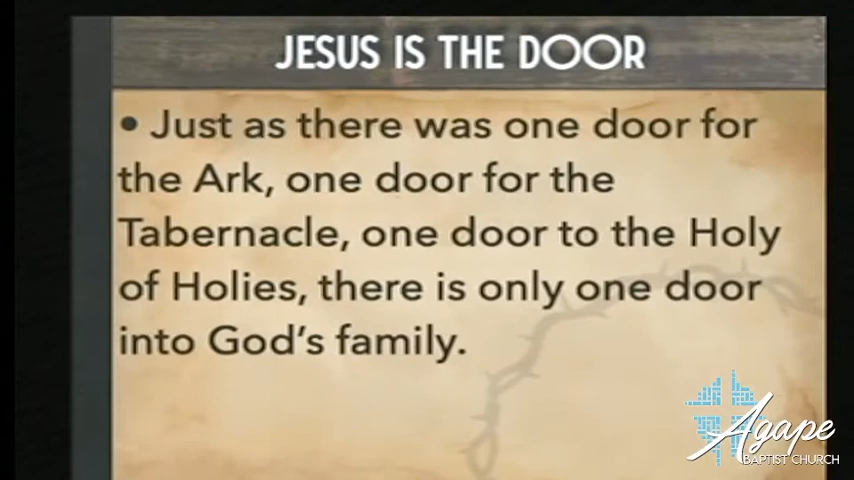 JESUS IS THE DOOR
• Just as there was one door for
the Ark, one door for the
Tabernacle, one door to the Holy
of Holies, there is only one door
into God's family.
Agape
BAPTIST CHURCH